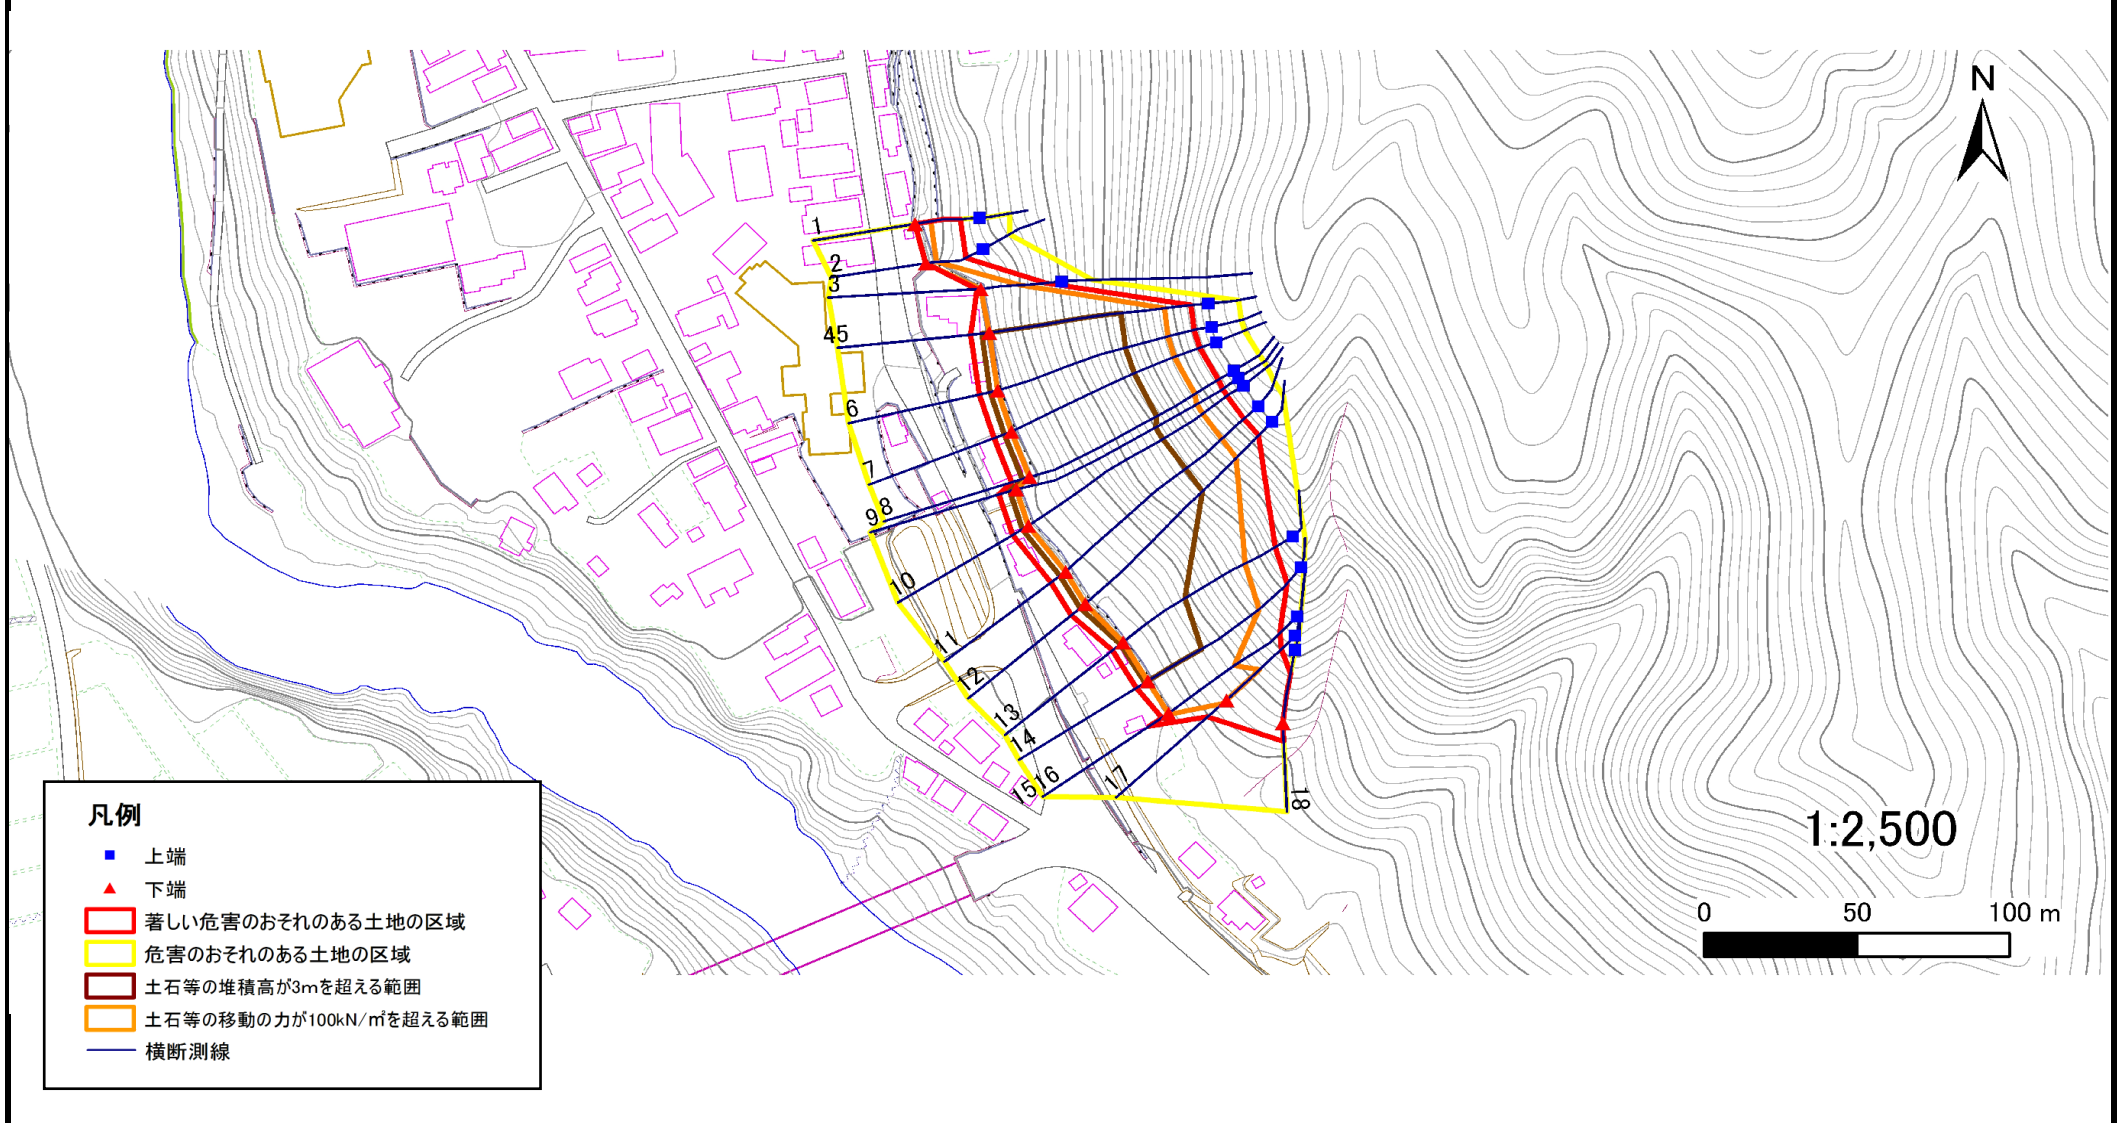 N
1
2
3
45
6
7
98
10
11
12
13
14
1516
17
18
1:2,500
0 50 100 m
凡例
上端
下端
著しい危害のおそれのある土地の区域
危害のおそれのある土地の区域
土石等の堆積高が3mを超える範囲
土石等の移動の力が100kN/㎡を超える範囲
横断測線